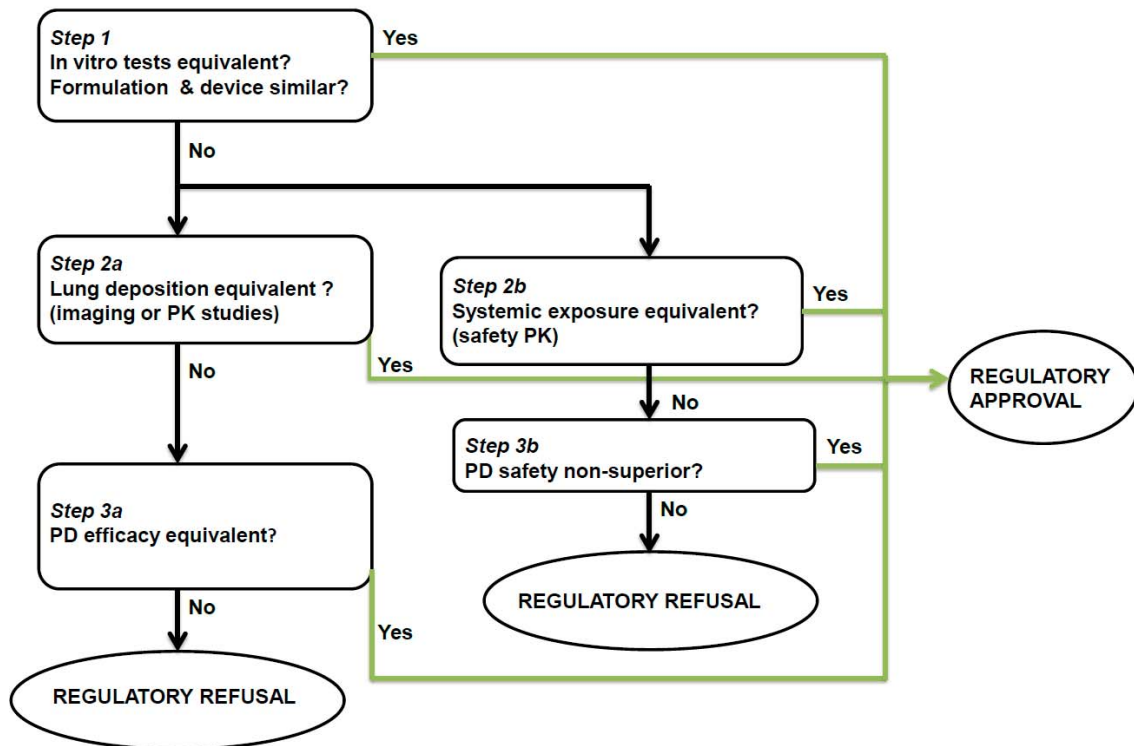 Step 1
In vitro tests equivalent?
Formulation & device similar?
Yes
No
Step 2a
Lung deposition equivalent ?
(imaging or PK studies)
Yes
No
Step 2b
Systemic exposure equivalent?
(safety PK)
Yes
No
REGULATORY
APPROVAL
Step 3b
PD safety non-superior?
Yes
No
REGULATORY REFUSAL
Step 3a
PD efficacy equivalent?
Yes
No
REGULATORY REFUSAL